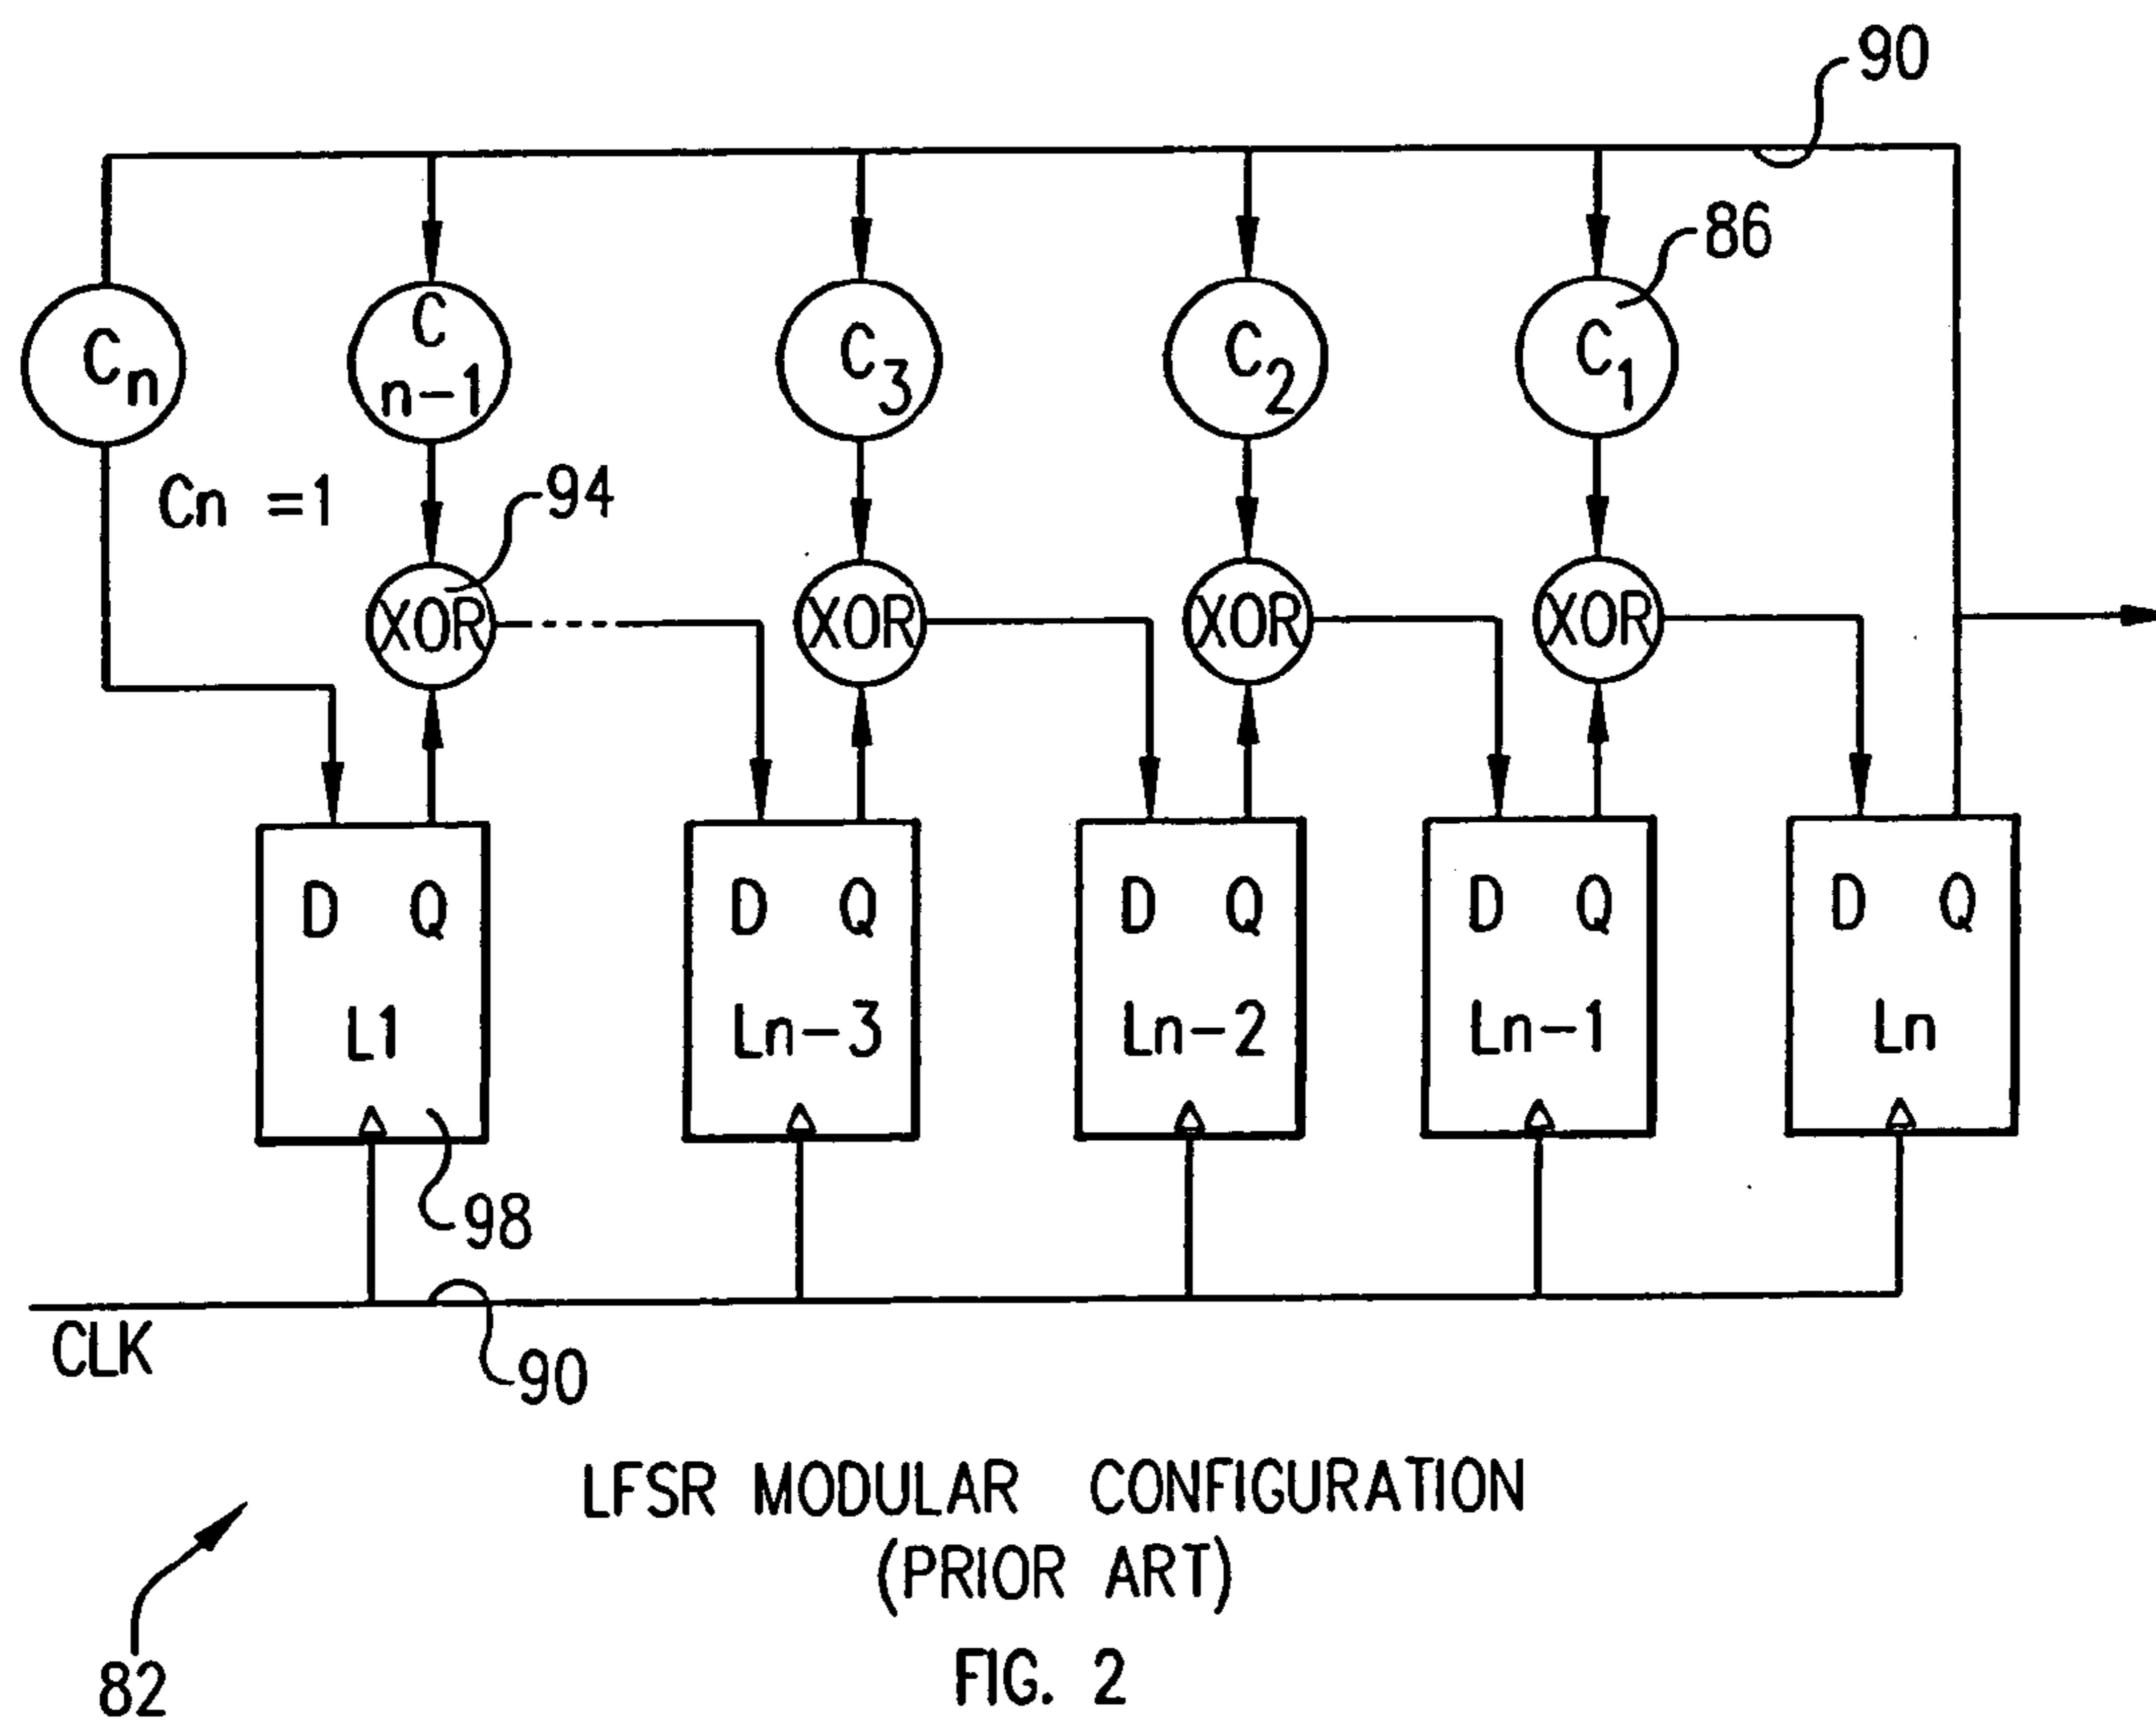 90
86
Cn
C n-1
C3
C2
C1
Cn =1
94
XOR
XOR
XOR
XOR
D Q
L1
D Q
Ln-3
D Q
Ln-2
D Q
Ln-1
D Q
Ln
98
CLK
90
LFSR MODULAR CONFIGURATION
(PRIOR ART)
82
FIG. 2